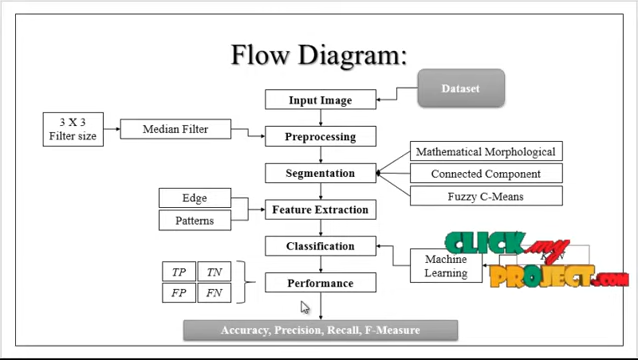 Flow Diagram:
Dataset
Input Image
3 X 3
Filter size
Median Filter
Preprocessing
Mathematical Morphological
Segmentation
Connected Component
Fuzzy C-Means
Edge
Patterns
Feature Extraction
Classification
Machine
Learning
CLICK my
PROJECT.com
TP TN
FP FN
Performance
Accuracy, Precision, Recall, F-Measure